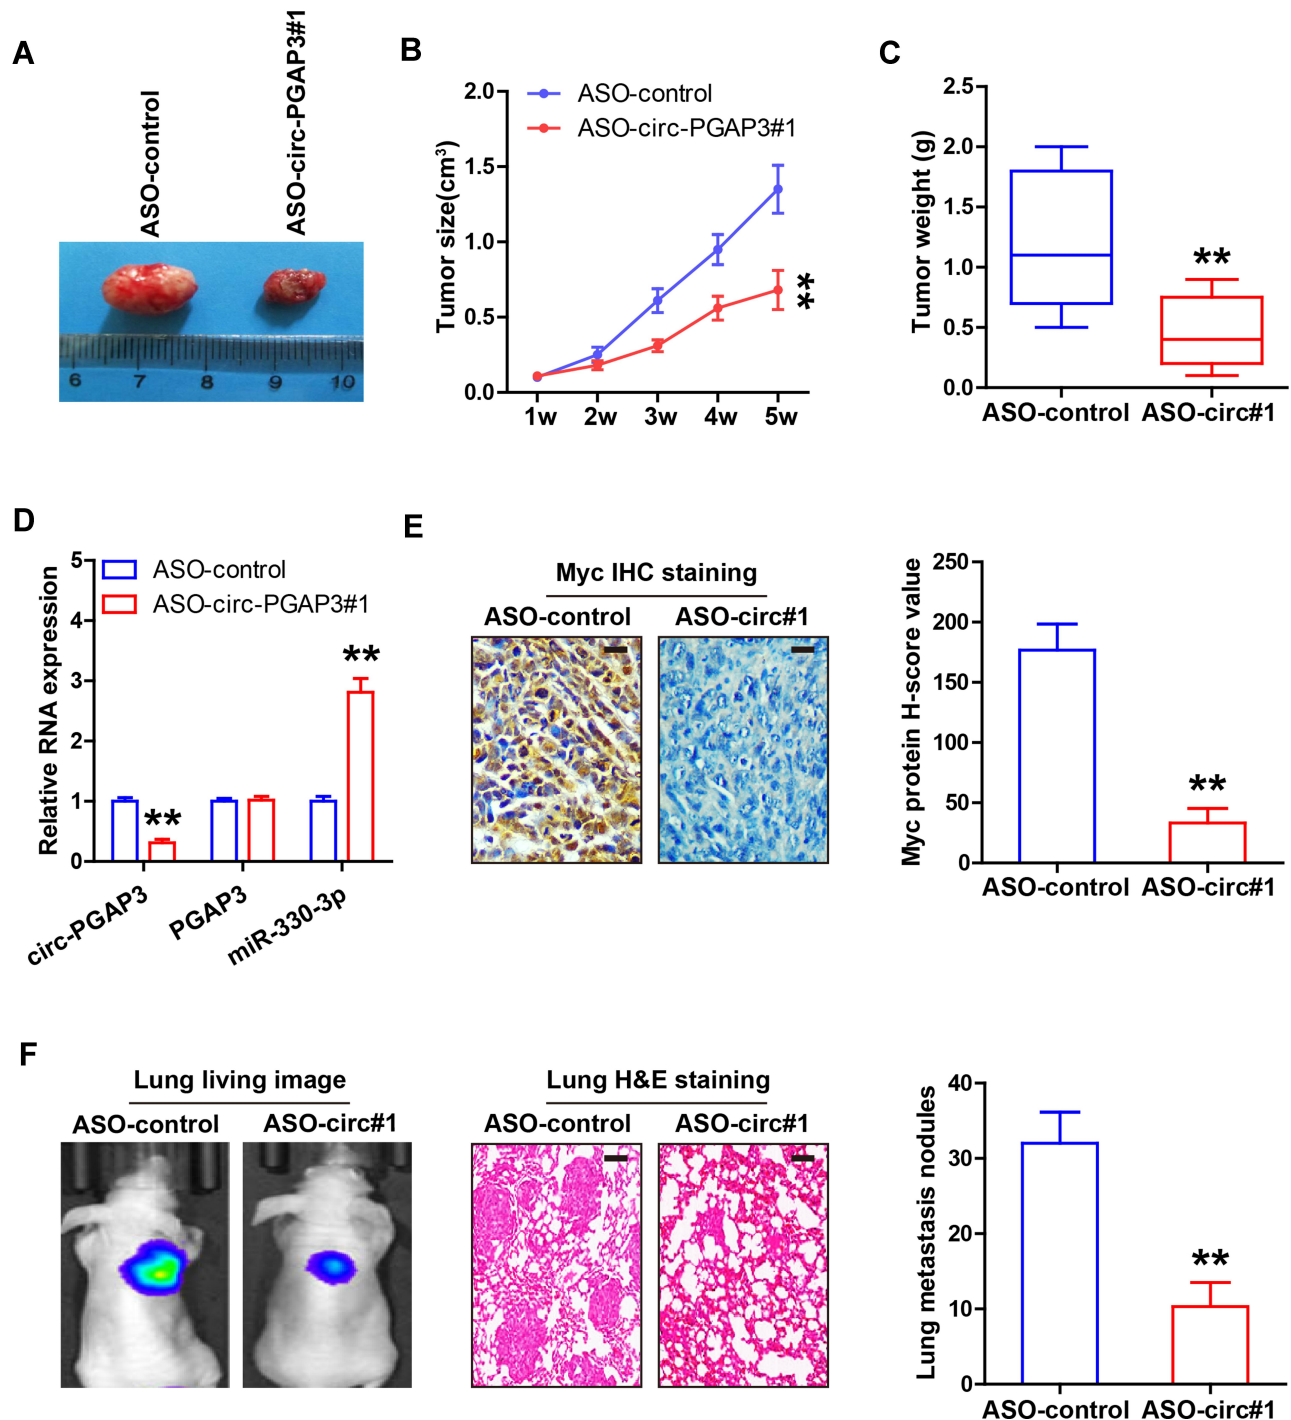 A
ASO-control
ASO-circ-PGAP3#1
6 7 8 9 10
B
ASO-control
ASO-circ-PGAP3#1
Tumor size(cm³)
2.0
1.5
1.0
0.5
0.0
1w 2w 3w 4w 5w
**
C
Tumor weight (g)
2.5
2.0
1.5
1.0
0.5
0.0
**
ASO-control ASO-circ#1
D
Relative RNA expression
5
4
3
2
1
0
ASO-control
ASO-circ-PGAP3#1
**
**
circ-PGAP3
PGAP3
miR-330-3p
E
Myc IHC staining
ASO-control ASO-circ#1
Myc protein H-score value
250
200
150
100
50
0
**
ASO-control ASO-circ#1
F
Lung living image
ASO-control ASO-circ#1
Lung H&E staining
ASO-control ASO-circ#1
Lung metastasis nodules
40
30
20
10
0
**
ASO-control ASO-circ#1